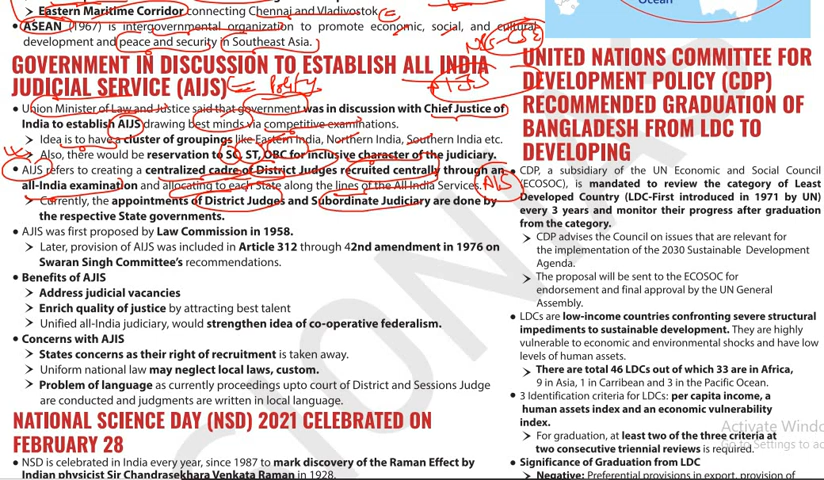 Eastern Maritime Corridor connecting Chennai and Vladivostok
• ASEAN (1967) is intergovernmental organization to promote economic, social, and cultural
development and peace and security in Southeast Asia.
GOVERNMENT IN DISCUSSION TO ESTABLISH ALL INDIA
JUDICIAL SERVICE (AIJS)
• Union Minister of Law and Justice said that government was in discussion with Chief Justice of
India to establish AIJS drawing best minds via competitive examinations.
Idea is to have a cluster of groupings like Eastern India, Northern India, Southern India etc.
Also, there would be reservation to SC, ST, OBC for inclusive character of the judiciary.
• AIJS refers to creating a centralized cadre of District Judges recruited centrally through an
all-India examination and allocating to each State along the lines of the All India Services. AIS
Currently, the appointments of District Judges and Subordinate Judiciary are done by
the respective State governments.
• AIJS was first proposed by Law Commission in 1958.
Later, provision of AIJS was included in Article 312 through 42nd amendment in 1976 on
Swaran Singh Committee's recommendations.
• Benefits of AIJS
Address judicial vacancies
Enrich quality of justice by attracting best talent
Unified all-India judiciary, would strengthen idea of co-operative federalism.
• Concerns with AJIS
States concerns as their right of recruitment is taken away.
Uniform national law may neglect local laws, custom.
Problem of language as currently proceedings upto court of District and Sessions Judge
are conducted and judgments are written in local language.
NATIONAL SCIENCE DAY (NSD) 2021 CELEBRATED ON
FEBRUARY 28
• NSD is celebrated in India every year, since 1987 to mark discovery of the Raman Effect by
Indian physicist Sir Chandrasekhara Venkata Raman in 1928.
Ocean
UNITED NATIONS COMMITTEE FOR
DEVELOPMENT POLICY (CDP)
RECOMMENDED GRADUATION OF
BANGLADESH FROM LDC TO
DEVELOPING
• CDP, a subsidiary of the UN Economic and Social Council
(ECOSOC), is mandated to review the category of Least
Developed Country (LDC-First introduced in 1971 by UN)
every 3 years and monitor their progress after graduation
from the category.
CDP advises the Council on issues that are relevant for
the implementation of the 2030 Sustainable Development
Agenda.
The proposal will be sent to the ECOSOC for
endorsement and final approval by the UN General
Assembly.
• LDCs are low-income countries confronting severe structural
impediments to sustainable development. They are highly
vulnerable to economic and environmental shocks and have low
levels of human assets.
There are total 46 LDCs out of which 33 are in Africa,
9 in Asia, 1 in Carribean and 3 in the Pacific Ocean.
• 3 Identification criteria for LDCs: per capita income, a
human assets index and an economic vulnerability
index.
For graduation, at least two of the three criteria at
two consecutive triennial reviews is required.
• Significance of Graduation from LDC
Negative: Preferential provisions in export, provision of
Activate Windo
Go to Settings to ac